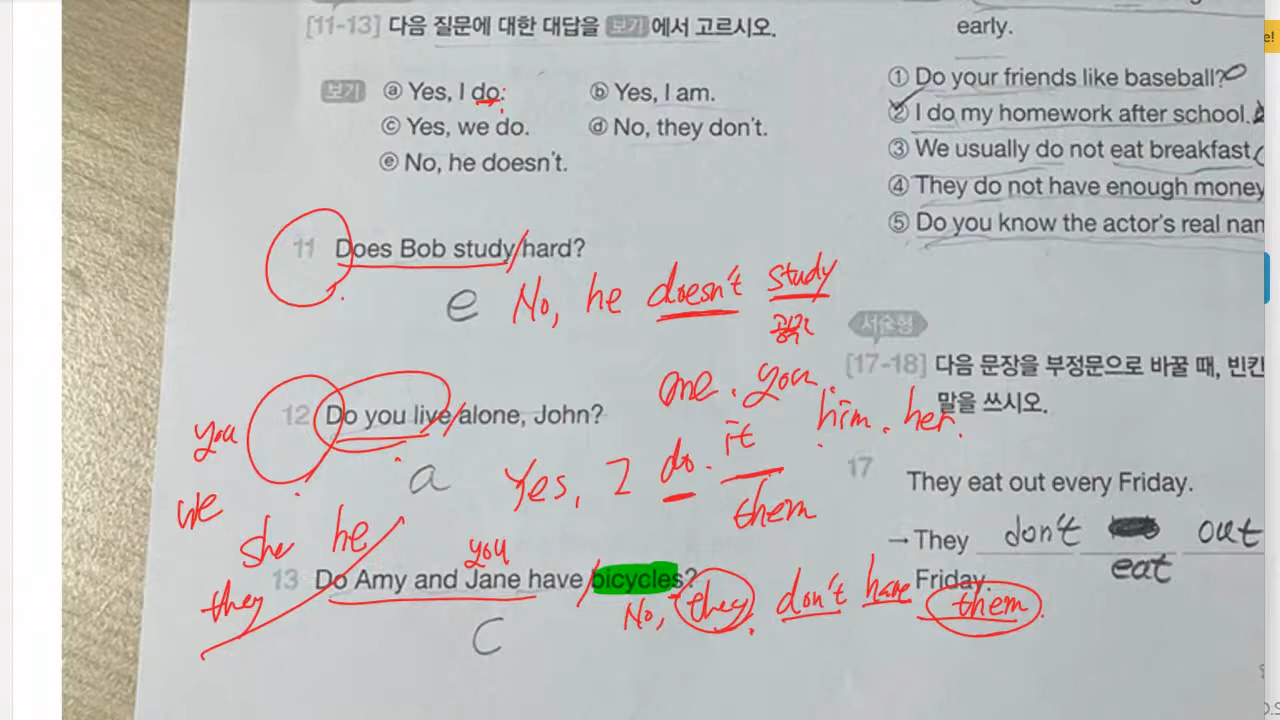 [11-13] 다음 질문에 대한 대답을 보기 에서 고르시오.
보기 ⓐ Yes, I do. ⓑ Yes, I am.
ⓒ Yes, we do. ⓓ No, they don't.
ⓔ No, he doesn't.
11 Does Bob study/hard?
e No, he doesn't study
12 Do you live/alone, John?
me. you.
him. her.
you
a Yes, I do. it
them
we
she he
they
you
13 Do Amy and Jane have /bicycles?
No, they don't have them.
C
early.
① Do your friends like baseball?
② I do my homework after school.
③ We usually do not eat breakfast
④ They do not have enough money
⑤ Do you know the actor's real nam
서술형
[17-18] 다음 문장을 부정문으로 바꿀 때, 빈칸
말을 쓰시오.
17
They eat out every Friday.
→ They don't eat out
Friday.
e!